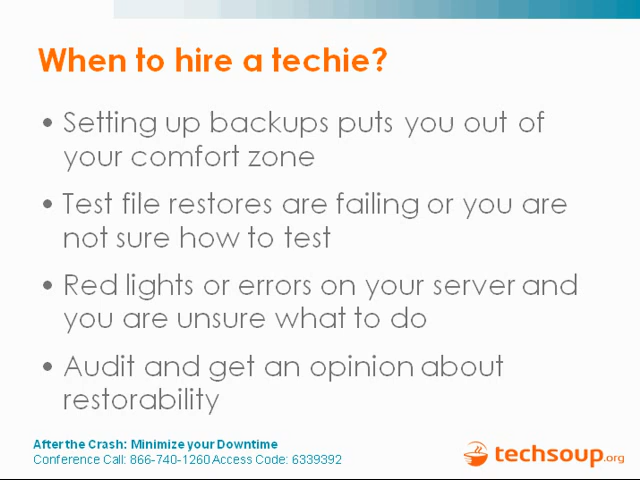 When to hire a techie?
• Setting up backups puts you out of
your comfort zone
• Test file restores are failing or you are
not sure how to test
• Red lights or errors on your server and
you are unsure what to do
• Audit and get an opinion about
restorability
After the Crash: Minimize your Downtime
Conference Call: 866-740-1260 Access Code: 6339392
techsoup.org